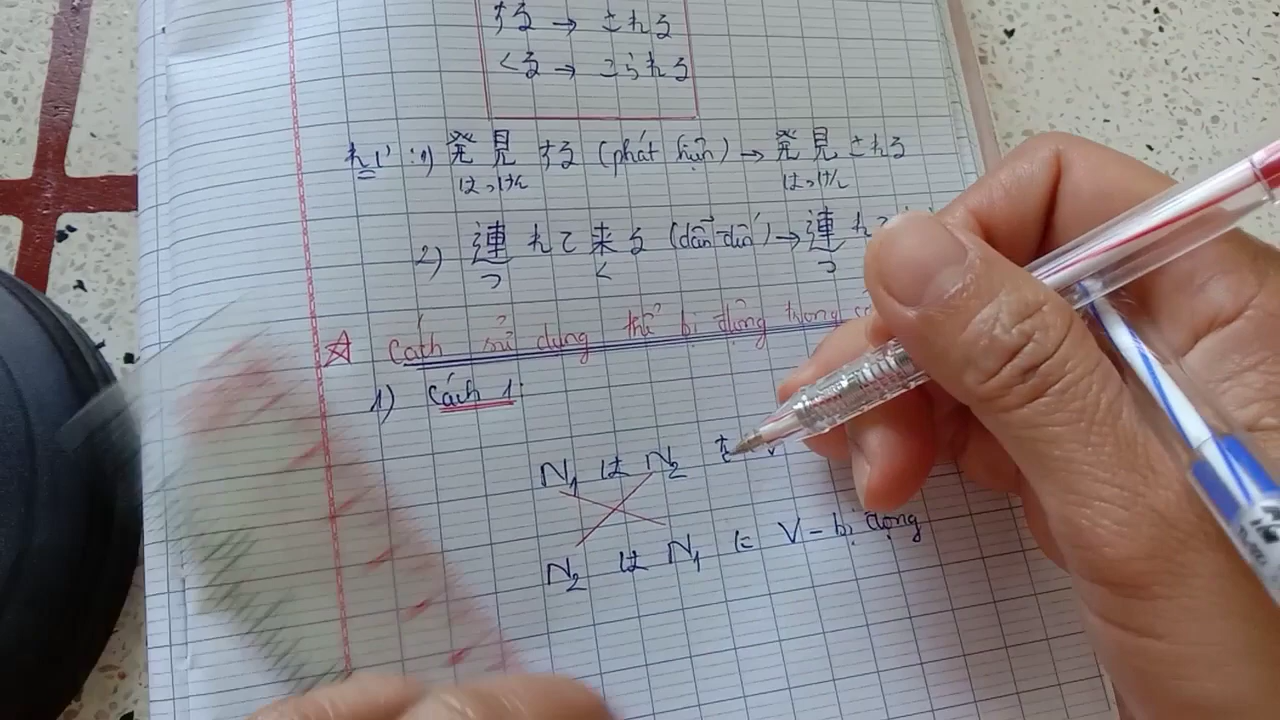 する → される
くる → こられる
1) 発見 する (phát hiện) → 発見される
はっけん はっけん
2) 連れて来る (dẫn đến) → 連れて
つ く つ
Cách sử dụng thể bị động trong
1) Cách 1:
N1 は N2 を V
N2 は N1 に V-bị động